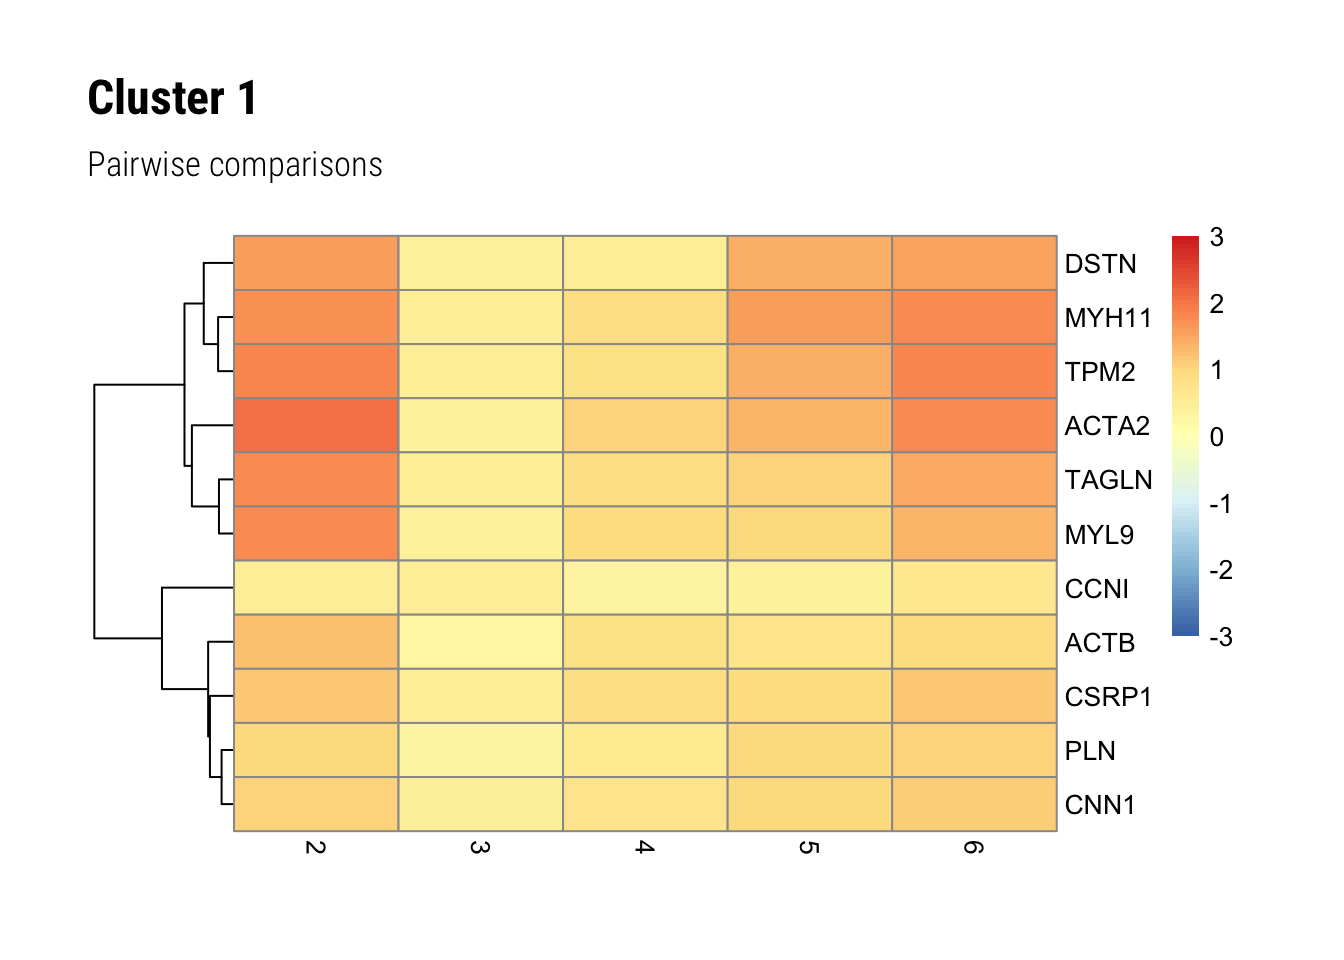 Cluster 1
Pairwise comparisons
DSTN
MYH11
TPM2
ACTA2
TAGLN
MYL9
CCNI
ACTB
CSRP1
PLN
CNN1
2 3 4 5 6
3
2
1
0
-1
-2
-3